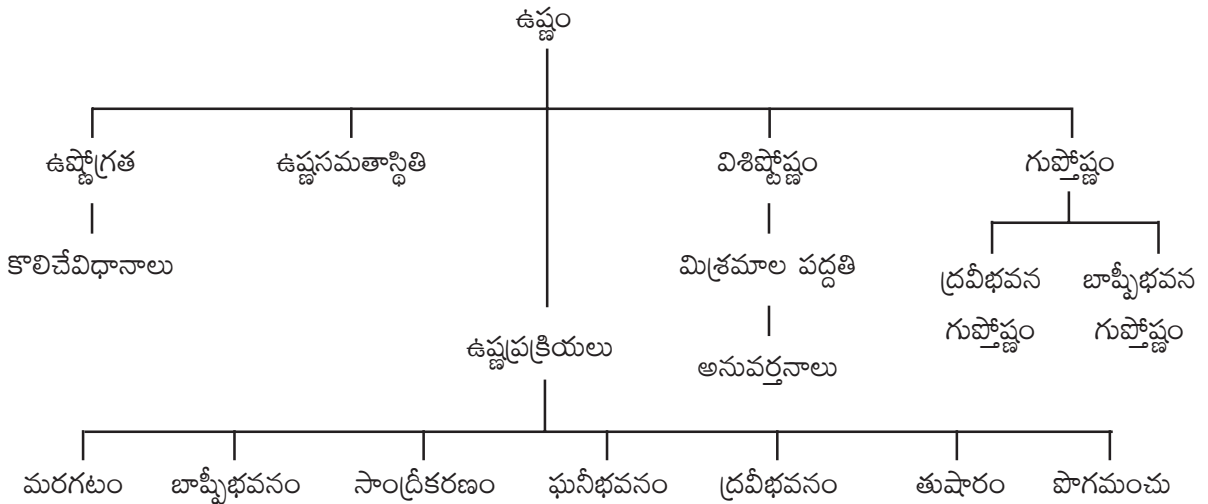 ఉష్ణం
ఉష్ణోగ్రత ఉష్ణసమతాస్థితి విశిష్టోష్ణం గుప్తోష్ణం
కొలిచేవిధానాలు మిశ్రమాల పద్దతి ద్రవీభవన బాష్పీభవన
గుప్తోష్ణం గుప్తోష్ణం
ఉష్ణప్రక్రియలు
అనువర్తనాలు
మరగటం బాష్పీభవనం సాంద్రీకరణం ఘనీభవనం ద్రవీభవనం తుషారం పొగమంచు